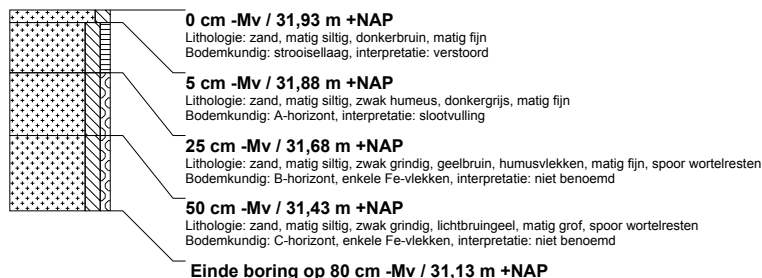 0 cm -Mv / 31,93 m +NAP
Lithologie: zand, matig siltig, donkerbruin, matig fijn
Bodemkundig: strooisellaag, interpretatie: verstoord
5 cm -Mv / 31,88 m +NAP
Lithologie: zand, matig siltig, zwak humeus, donkergrijs, matig fijn
Bodemkundig: A-horizont, interpretatie: slootvulling
25 cm -Mv / 31,68 m +NAP
Lithologie: zand, matig siltig, zwak grindig, geelbruin, humusvlekken, matig fijn, spoor wortelresten
Bodemkundig: B-horizont, enkele Fe-vlekken, interpretatie: niet benoemd
50 cm -Mv / 31,43 m +NAP
Lithologie: zand, matig siltig, zwak grindig, lichtbruingeel, matig grof, spoor wortelresten
Bodemkundig: C-horizont, enkele Fe-vlekken, interpretatie: niet benoemd
Einde boring op 80 cm -Mv / 31,13 m +NAP